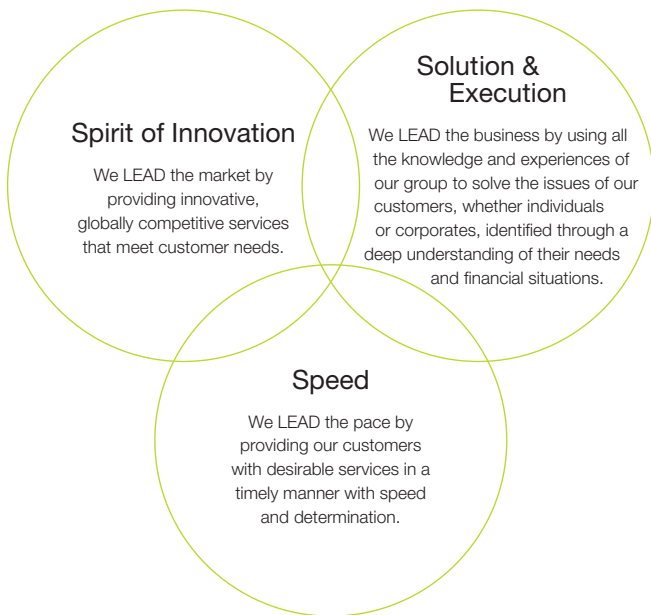 Spirit of Innovation
We LEAD the market by
providing innovative,
globally competitive services
that meet customer needs.
Solution &
Execution
We LEAD the business by using all
the knowledge and experiences of
our group to solve the issues of our
customers, whether individuals
or corporates, identified through a
deep understanding of their needs
and financial situations.
Speed
We LEAD the pace by
providing our customers
with desirable services in a
timely manner with speed
and determination.